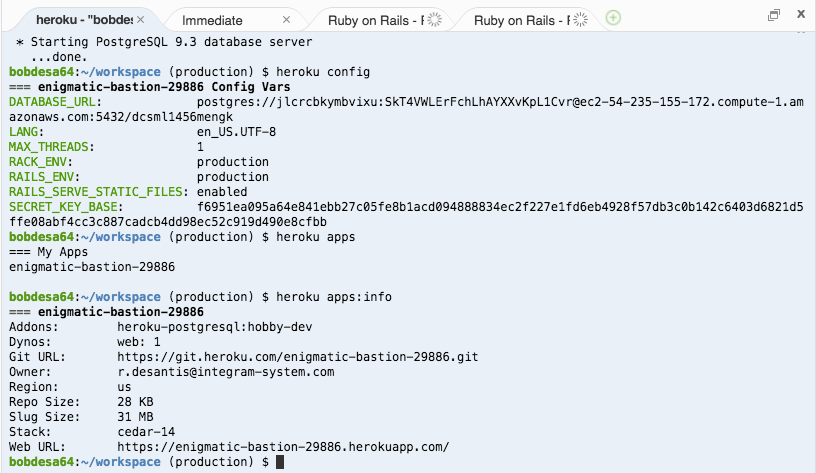 heroku - "bobdes × Immediate × Rails on Rails - F Ruby on Rails - F
* Starting PostgreSQL 9.3 database server
...done.
bobdesa64:~/workspace (production) $ heroku config
=== enigmatic-bastion-29886 Config Vars
DATABASE_URL: postgres://jlcrcbkymbvixu:SkT4VWLErFchLhAYXXvKpL1Cvr@ec2-54-235-155-172.compute-1.am
azonaws.com:5432/dcsml1456mengk
LANG: en_US.UTF-8
MAX_THREADS: 1
RACK_ENV: production
RAILS_ENV: production
RAILS_SERVE_STATIC_FILES: enabled
SECRET_KEY_BASE: f6951ea095a64e841ebb27c05fe8b1acd094888834ec2f227e1fd6eb4928f57db3c0b142c6403d6821d5
ffe08abf4cc3c887cadcb4dd98ec52c919d490e8cfbb
bobdesa64:~/workspace (production) $ heroku apps
=== My Apps
enigmatic-bastion-29886
bobdesa64:~/workspace (production) $ heroku apps:info
=== enigmatic-bastion-29886
Addons: heroku-postgresql:hobby-dev
Dynos: web: 1
Git URL: https://git.heroku.com/enigmatic-bastion-29886.git
Owner: r.desantis@integram-system.com
Region: us
Repo Size: 28 KB
Slug Size: 31 MB
Stack: cedar-14
Web URL: https://enigmatic-bastion-29886.herokuapp.com/
bobdesa64:~/workspace (production) $